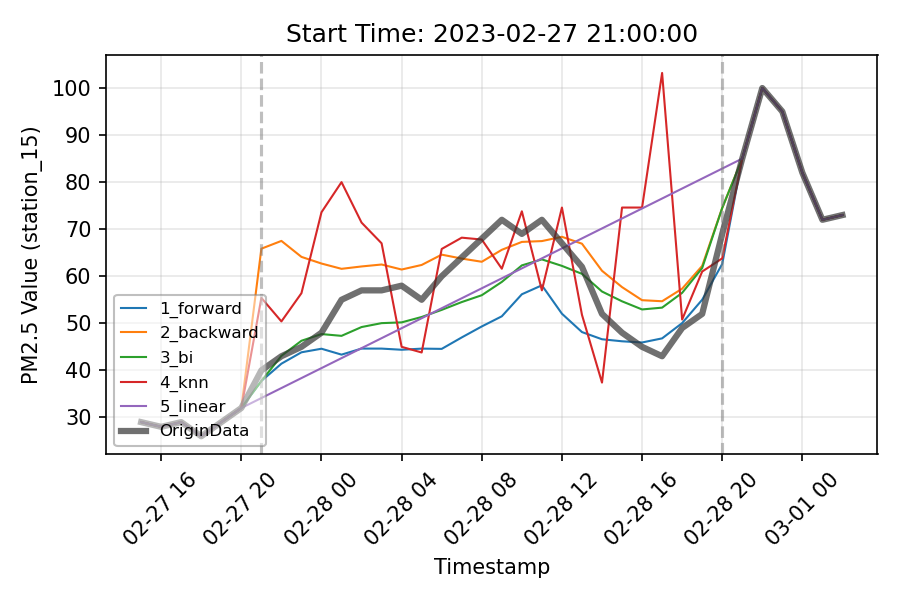 Start Time: 2023-02-27 21:00:00
PM2.5 Value (station_15)
100
90
80
70
60
50
40
30
1_forward
2_backward
3_bi
4_knn
5_linear
OriginData
02-27 16
02-27 20
02-28 00
02-28 04
02-28 08
02-28 12
02-28 16
02-28 20
03-01 00
Timestamp